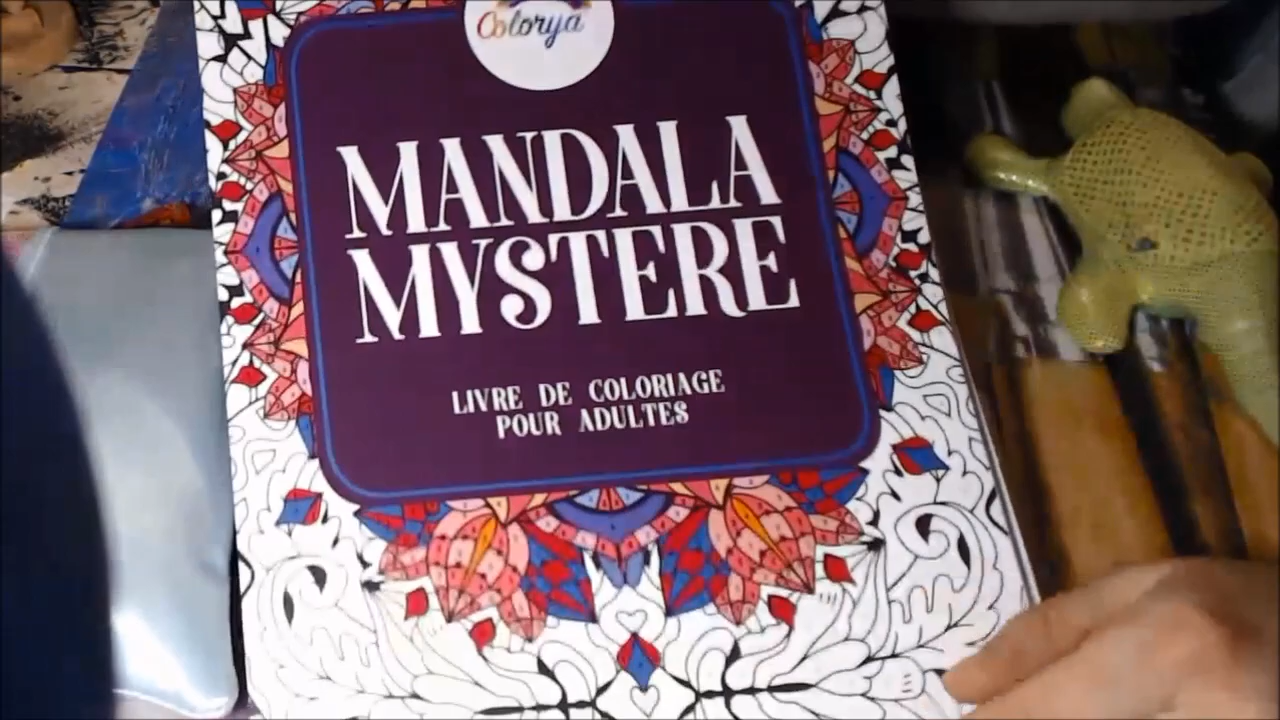 Colorya
MANDALA
MYSTERE
LIVRE DE COLORIAGE
POUR ADULTES